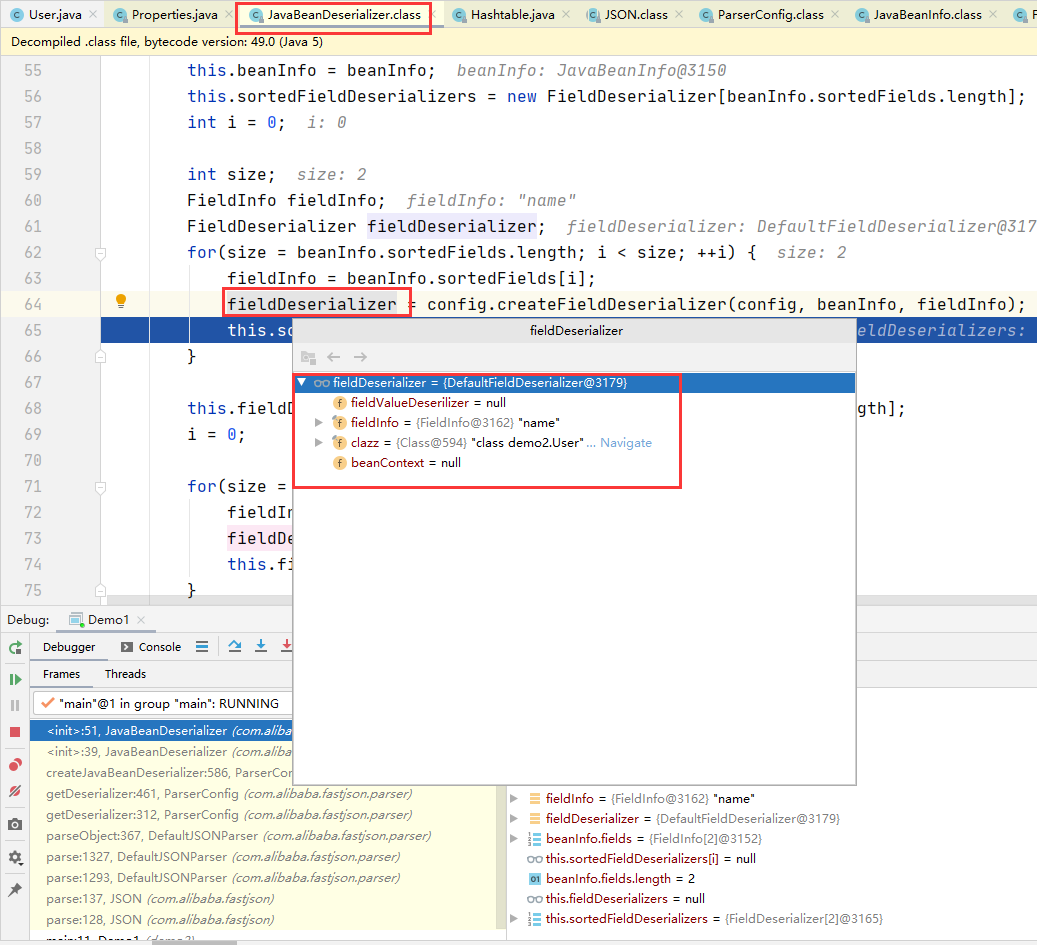 User.java Properties.java JavaBeanDeserializer.class Hashtable.java JSON.class ParserConfig.class JavaBeanInfo.class
Decompiled .class file, bytecode version: 49.0 (Java 5)
55 this.beanInfo = beanInfo; beanInfo: JavaBeanInfo@3150
56 this.sortedFieldDeserializers = new FieldDeserializer[beanInfo.sortedFields.length];
57 int i = 0; i: 0
58
59 int size; size: 2
60 FieldInfo fieldInfo; fieldInfo: "name"
61 FieldDeserializer fieldDeserializer; fieldDeserializer: DefaultFieldDeserializer@317
62 for(size = beanInfo.sortedFields.length; i < size; ++i) { size: 2
63 fieldInfo = beanInfo.sortedFields[i];
64 fieldDeserializer = config.createFieldDeserializer(config, beanInfo, fieldInfo);
65 this.so eldDeserializers:
66 }
67
68 this.fieldD gth];
69 i = 0;
70
71 for(size =
72 fieldIn
73 fieldDe
74 this.fi
75 }
fieldDeserializer
fieldDeserializer = {DefaultFieldDeserializer@3179}
fieldValueDeserilizer = null
fieldInfo = {FieldInfo@3162} "name"
clazz = {Class@594} "class demo2.User" ... Navigate
beanContext = null
Debug: Demo1
Debugger Console
Frames Threads
"main"@1 in group "main": RUNNING
<init>:51, JavaBeanDeserializer (com.aliba
<init>:39, JavaBeanDeserializer (com.aliba
createJavaBeanDeserializer:586, ParserCon
getDeserializer:461, ParserConfig (com.alibaba.fastjson.parser)
getDeserializer:312, ParserConfig (com.alibaba.fastjson.parser)
parseObject:367, DefaultJSONParser (com.alibaba.fastjson.parser)
parse:1327, DefaultJSONParser (com.alibaba.fastjson.parser)
parse:1293, DefaultJSONParser (com.alibaba.fastjson.parser)
parse:137, JSON (com.alibaba.fastjson)
parse:128, JSON (com.alibaba.fastjson)
main:11, Demo1
fieldInfo = {FieldInfo@3162} "name"
fieldDeserializer = {DefaultFieldDeserializer@3179}
beanInfo.fields = {FieldInfo[2]@3152}
this.sortedFieldDeserializers[i] = null
beanInfo.fields.length = 2
this.fieldDeserializers = null
this.sortedFieldDeserializers = {FieldDeserializer[2]@3165}